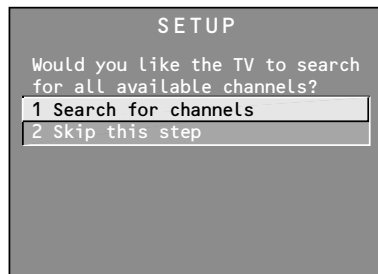 SETUP
Would you like the TV to search
for all available channels?
1 Search for channels
2 Skip this step